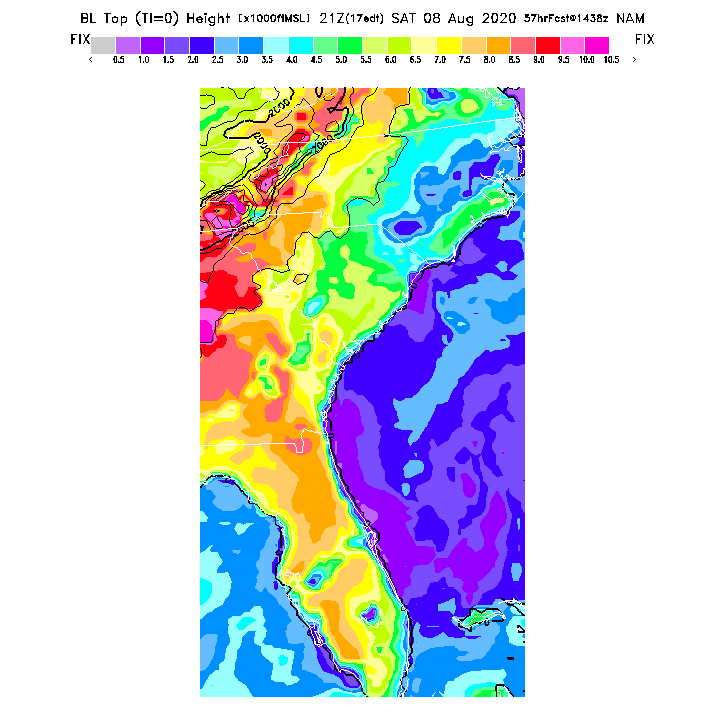 BL Top (TI=0) Height [x1000ftMSL] 21Z(17edt) SAT 08 Aug 2020 57hrFcst@1438z NAM
FIX FIX
< 0.5 1.0 1.5 2.0 2.5 3.0 3.5 4.0 4.5 5.0 5.5 6.0 6.5 7.0 7.5 8.0 8.5 9.0 9.5 10.0 10.5 >
2000
2000
2000